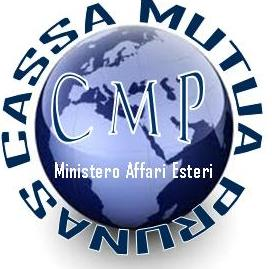 CASSA MUTUA PRUNAS
CMP
Ministero Affari Esteri